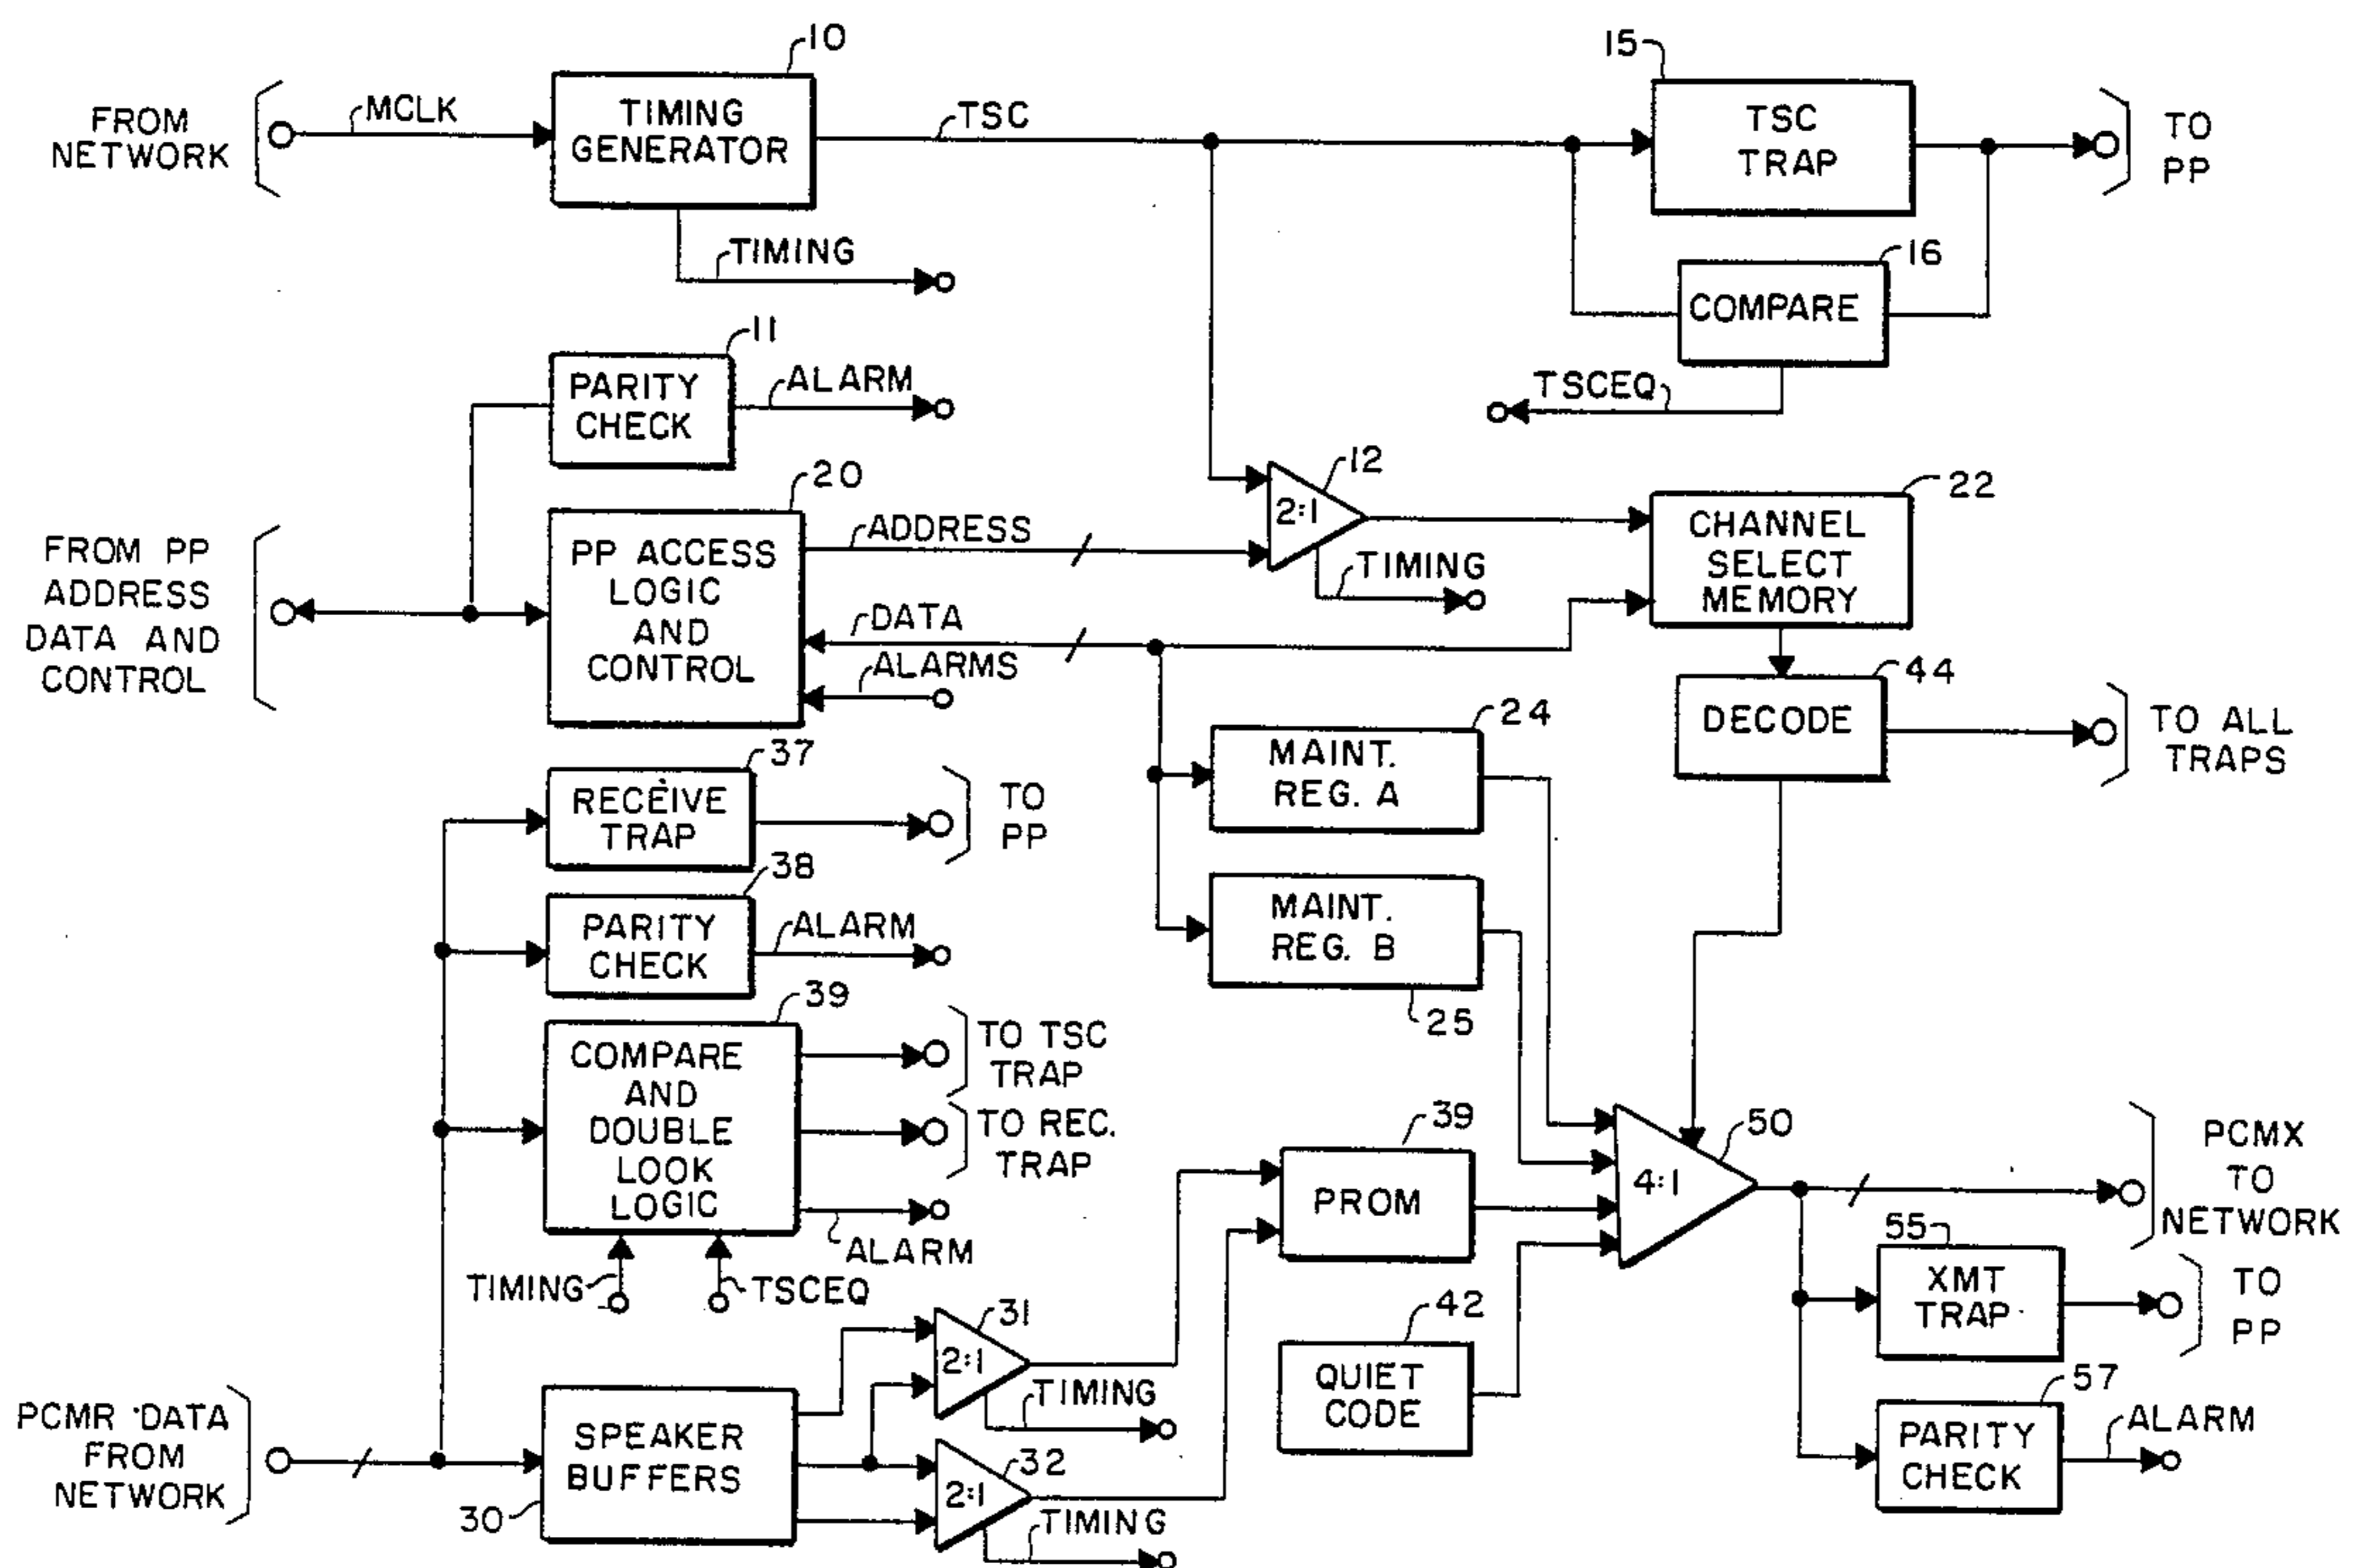 10
15
FROM
NETWORK
MCLK
TIMING
GENERATOR
TSC
TSC
TRAP
TO
PP
TIMING
16
COMPARE
11
PARITY
CHECK
ALARM
TSCEQ
12
2:1
20
22
FROM PP
ADDRESS
DATA AND
CONTROL
PP ACCESS
LOGIC
AND
CONTROL
ADDRESS
TIMING
CHANNEL
SELECT
MEMORY
DATA
ALARMS
44
DECODE
TO ALL
TRAPS
24
MAINT.
REG. A
37
RECEIVE
TRAP
TO
PP
38
PARITY
CHECK
ALARM
MAINT.
REG. B
25
39
COMPARE
AND
DOUBLE
LOOK
LOGIC
TO TSC
TRAP
TO REC.
TRAP
ALARM
TIMING
TSCEQ
39
PROM
50
4:1
PCMX
TO
NETWORK
55
XMT
TRAP
TO
PP
42
QUIET
CODE
57
PARITY
CHECK
ALARM
31
2:1
TIMING
PCMR DATA
FROM
NETWORK
SPEAKER
BUFFERS
30
32
2:1
TIMING